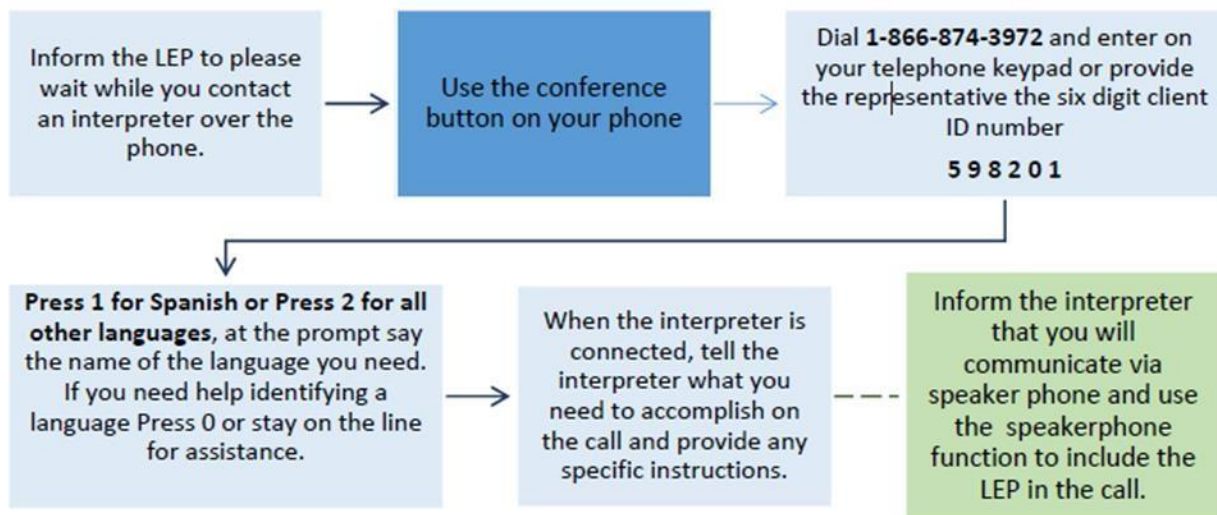 Inform the LEP to please
wait while you contact
an interpreter over the
phone.
Use the conference
button on your phone
Dial 1-866-874-3972 and enter on
your telephone keypad or provide
the representative the six digit client
ID number
5 9 8 2 0 1
Press 1 for Spanish or Press 2 for all
other languages, at the prompt say
the name of the language you need.
If you need help identifying a
language Press 0 or stay on the line
for assistance.
When the interpreter is
connected, tell the
interpreter what you
need to accomplish on
the call and provide any
specific instructions.
Inform the interpreter
that you will
communicate via
speaker phone and use
the speakerphone
function to include the
LEP in the call.